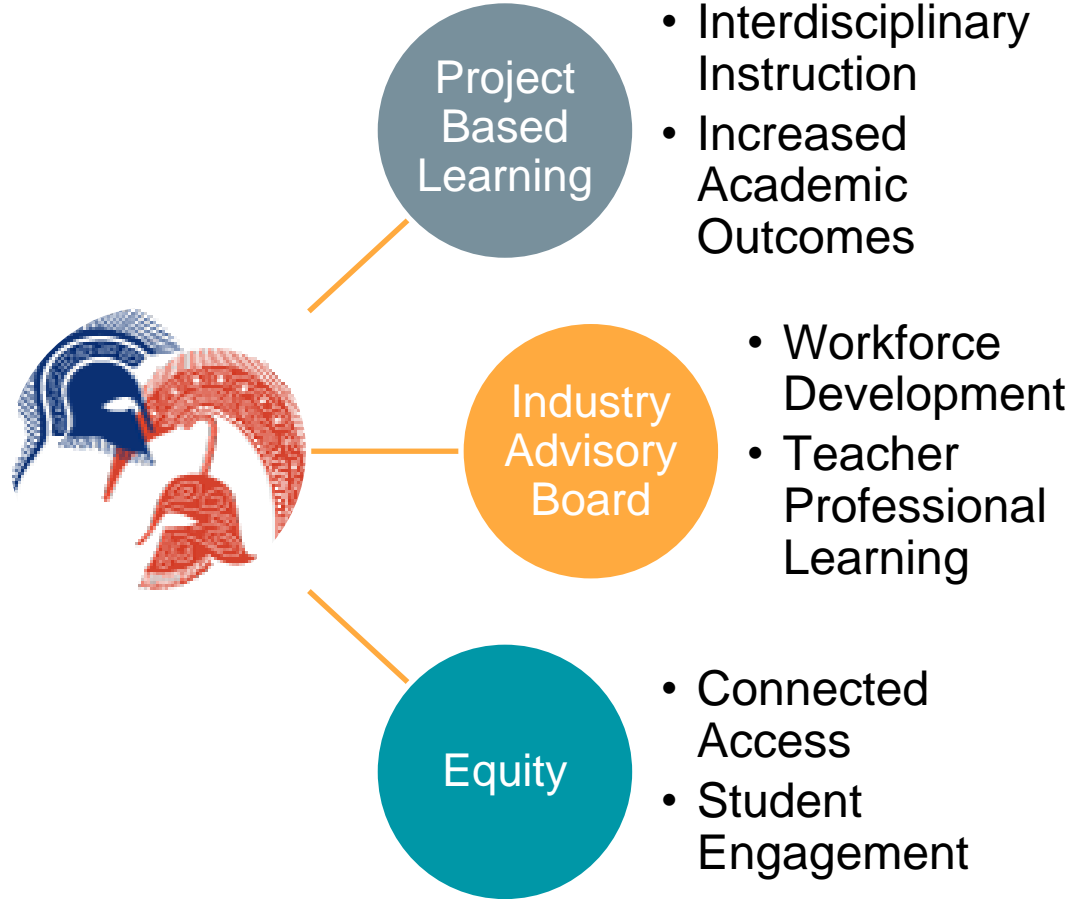 Project
Based
Learning
• Interdisciplinary
Instruction
• Increased
Academic
Outcomes
Industry
Advisory
Board
• Workforce
Development
• Teacher
Professional
Learning
Equity
• Connected
Access
• Student
Engagement